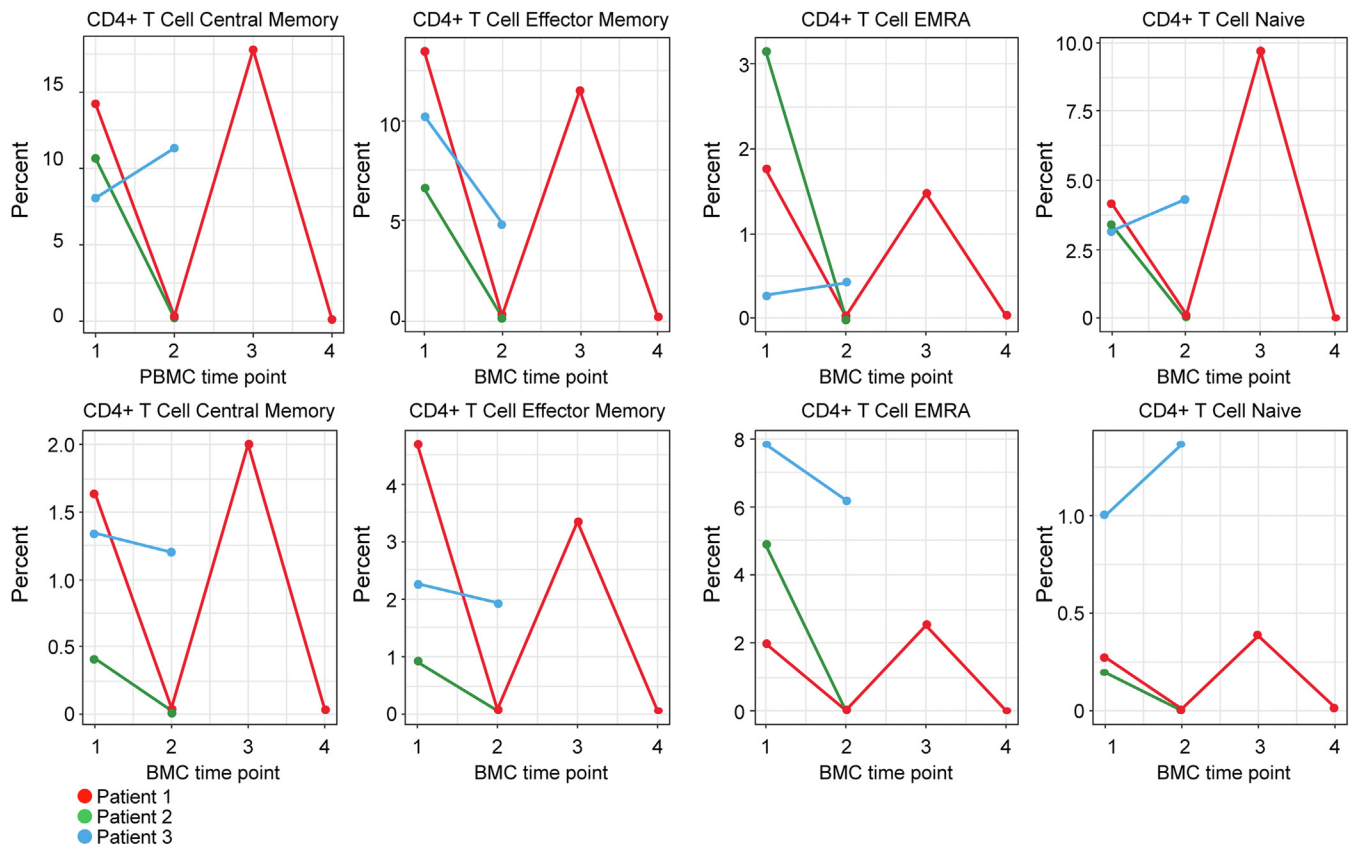 CD4+ T Cell Central Memory
Percent
15
10
5
0
1 2 3 4
PBMC time point
CD4+ T Cell Effector Memory
Percent
10
5
0
1 2 3 4
BMC time point
CD4+ T Cell EMRA
Percent
3
2
1
0
1 2 3 4
BMC time point
CD4+ T Cell Naive
Percent
10.0
7.5
5.0
2.5
0
1 2 3 4
BMC time point
CD4+ T Cell Central Memory
Percent
2.0
1.5
1.0
0.5
0
1 2 3 4
BMC time point
CD4+ T Cell Effector Memory
Percent
4
3
2
1
0
1 2 3 4
BMC time point
CD4+ T Cell EMRA
Percent
8
6
4
2
0
1 2 3 4
BMC time point
CD4+ T Cell Naive
Percent
1.0
0.5
0
1 2 3 4
BMC time point
Patient 1
Patient 2
Patient 3